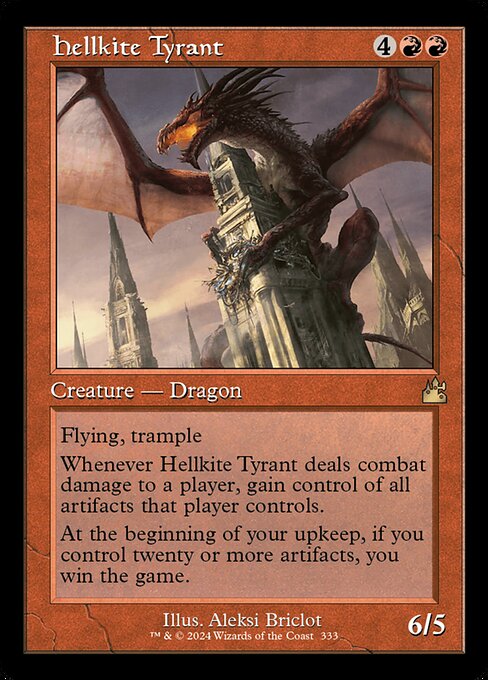 Hellkite Tyrant 4
Creature — Dragon
Flying, trample
Whenever Hellkite Tyrant deals combat
damage to a player, gain control of all
artifacts that player controls.
At the beginning of your upkeep, if you
control twenty or more artifacts, you
win the game.
Illus. Aleksi Briclot
™ & © 2024 Wizards of the Coast 333
6/5